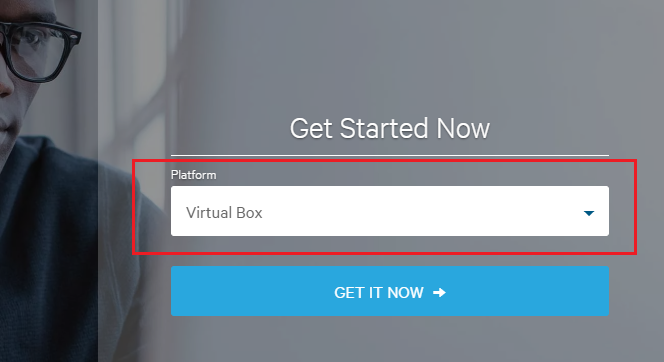 Get Started Now
Platform
Virtual Box
GET IT NOW